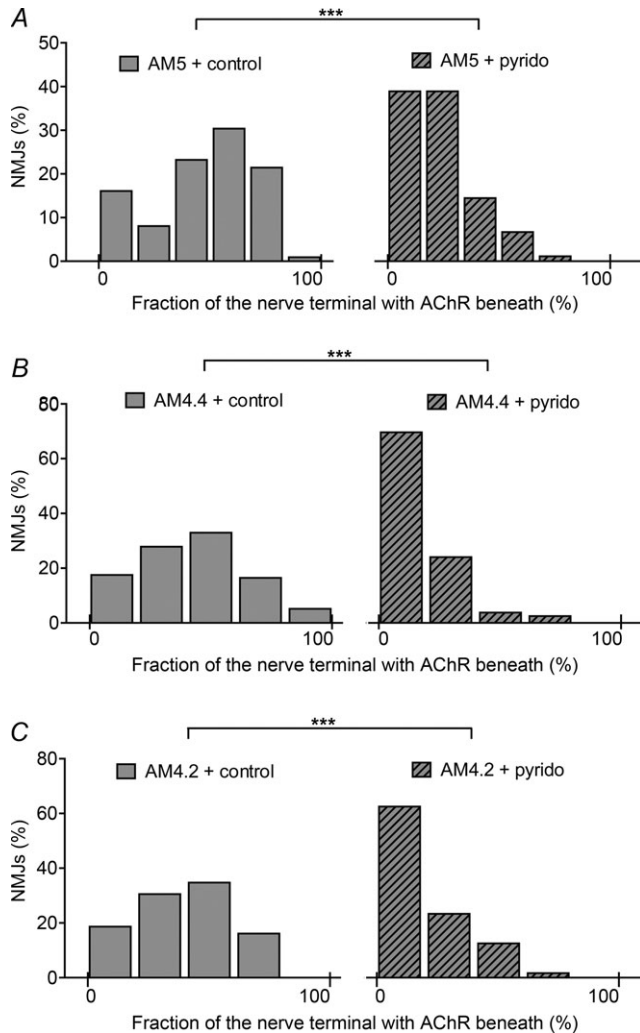 A
***
AM5 + control
AM5 + pyrido
NMJs (%)
50
40
30
20
10
0
0 100 0 100
Fraction of the nerve terminal with AChR beneath (%)
B
***
AM4.4 + control
AM4.4 + pyrido
NMJs (%)
80
60
40
20
0
0 100 0 100
Fraction of the nerve terminal with AChR beneath (%)
C
***
AM4.2 + control
AM4.2 + pyrido
NMJs (%)
80
60
40
20
0
0 100 0 100
Fraction of the nerve terminal with AChR beneath (%)